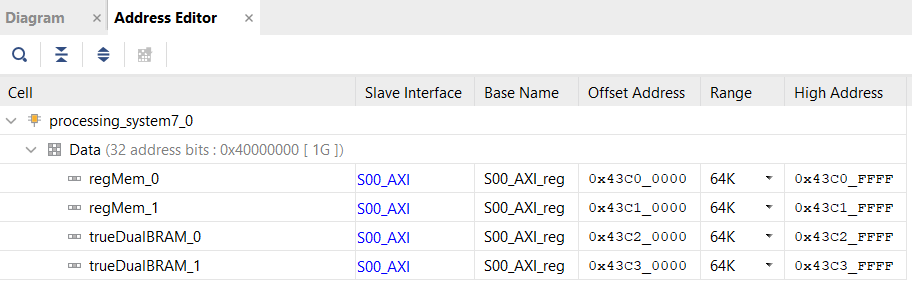 Diagram × Address Editor ×
Cell Slave Interface Base Name Offset Address Range High Address
processing_system7_0
Data (32 address bits : 0x40000000 [ 1G ])
regMem_0 S00_AXI S00_AXI_reg 0x43C0_0000 64K 0x43C0_FFFF
regMem_1 S00_AXI S00_AXI_reg 0x43C1_0000 64K 0x43C1_FFFF
trueDualBRAM_0 S00_AXI S00_AXI_reg 0x43C2_0000 64K 0x43C2_FFFF
trueDualBRAM_1 S00_AXI S00_AXI_reg 0x43C3_0000 64K 0x43C3_FFFF